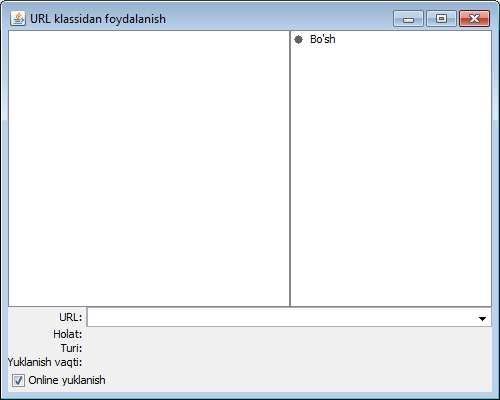 URL klassidan foydalanish
Bo'sh
URL:
Holat:
Turi:
Yuklanish vaqti:
Online yuklanish